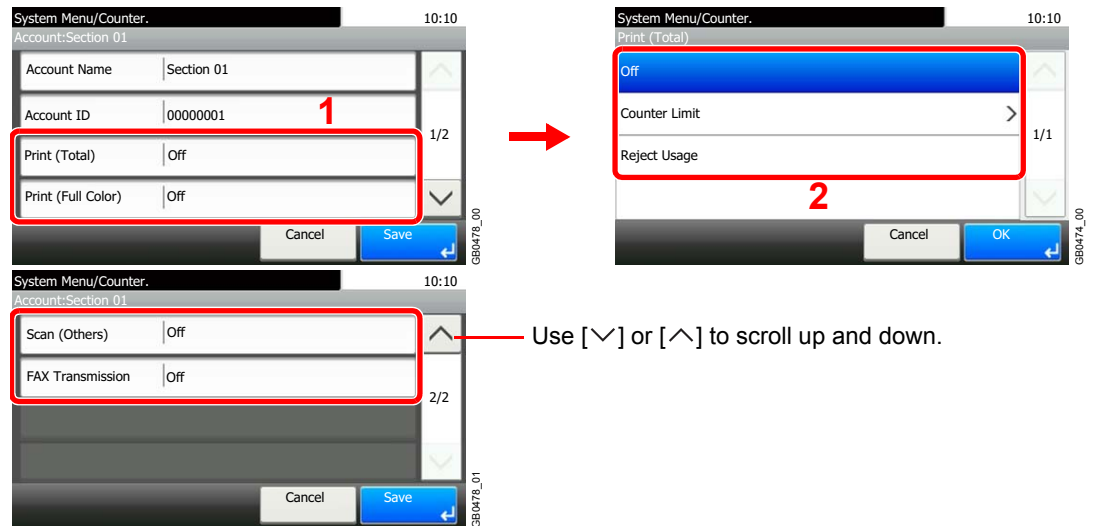 System Menu/Counter. 10:10
Account:Section 01
Account Name Section 01
Account ID 00000001
1
Print (Total) Off
1/2
Print (Full Color) Off
Cancel Save
GB0478_00
System Menu/Counter. 10:10
Print (Total)
Off
Counter Limit
1/1
Reject Usage
2
Cancel OK
GB0474_00
System Menu/Counter. 10:10
Account:Section 01
Scan (Others) Off
FAX Transmission Off
2/2
Cancel Save
GB0478_01
Use [∨] or [∧] to scroll up and down.